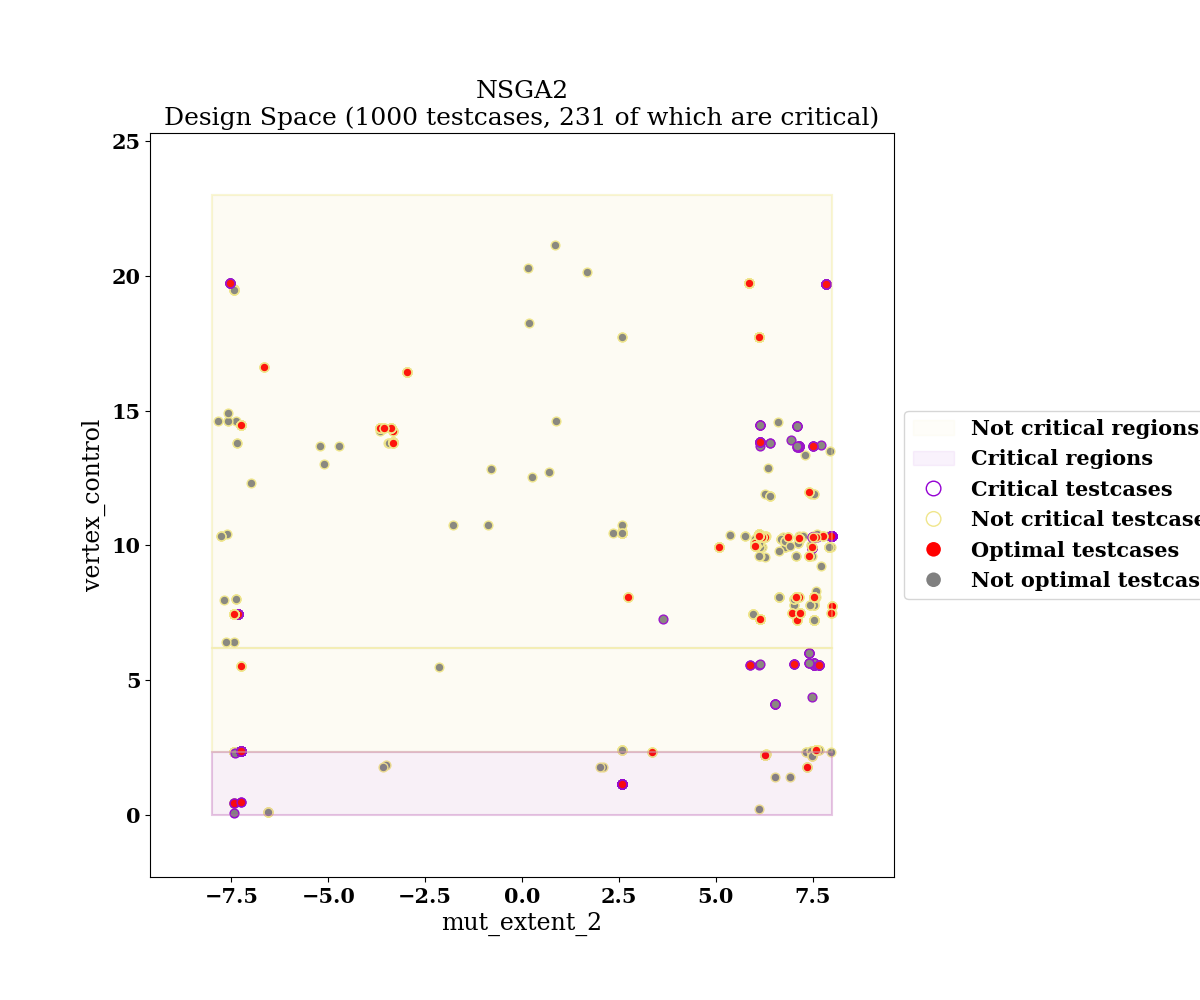 NSGA2
Design Space (1000 testcases, 231 of which are critical)
25
20
15
10
5
0
vertex_control
−7.5 −5.0 −2.5 0.0 2.5 5.0 7.5
mut_extent_2
Not critical regions
Critical regions
Critical testcases
Not critical testcase
Optimal testcases
Not optimal testcas